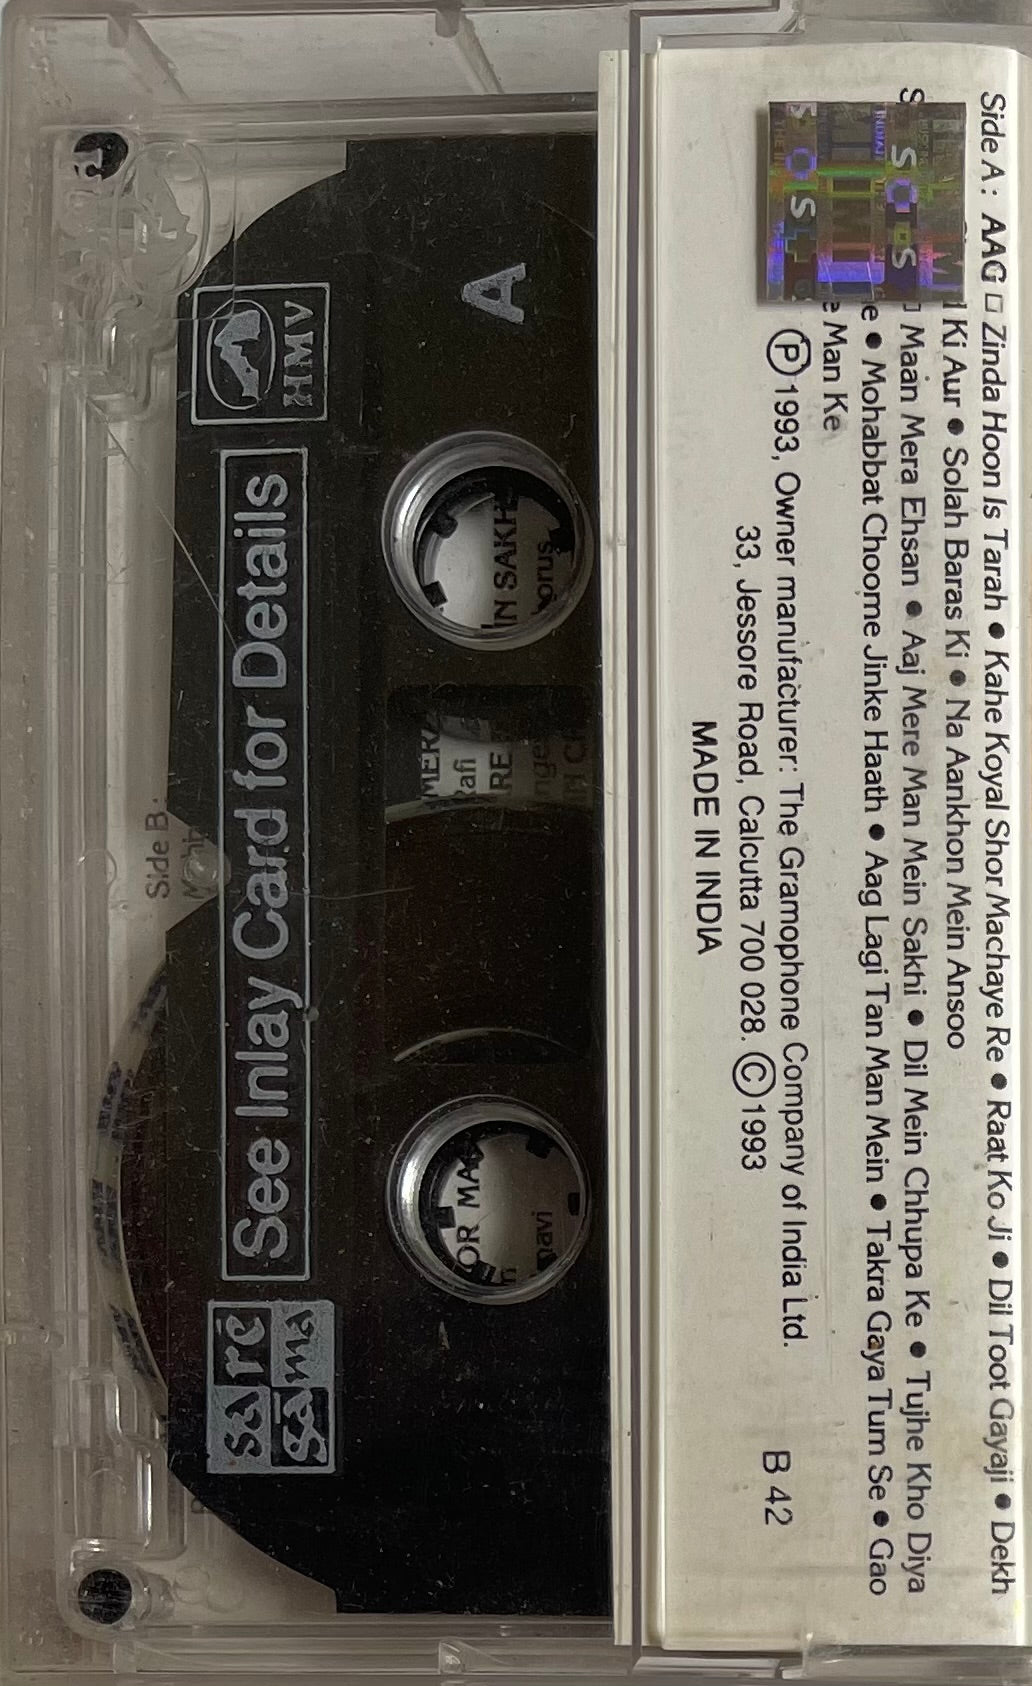 Side A: AAG □ Zinda Hoon Is Tarah • Kahe Koyal Shor Machaye Re • Raat Ko Ji • Dil Toot Gayaji • Dekh
Ki Aur • Solah Baras Ki • Na Aankhon Mein Ansoo
Maan Mera Ehsan • Aaj Mere Man Mein Sakhi • Dil Mein Chhupa Ke • Tujhe Kho Diya
• Mohabbat Choome Jinke Haath • Aag Lagi Tan Man Mein • Takra Gaya Tum Se • Gao
Man Ke
Ⓟ 1993, Owner manufacturer: The Gramophone Company of India Ltd.
33, Jessore Road, Calcutta 700 028. © 1993
MADE IN INDIA
B 42
A
HMV
See Inlay Card for Details
sa re
ga ma
N SAKH
OR MAA
Side B: